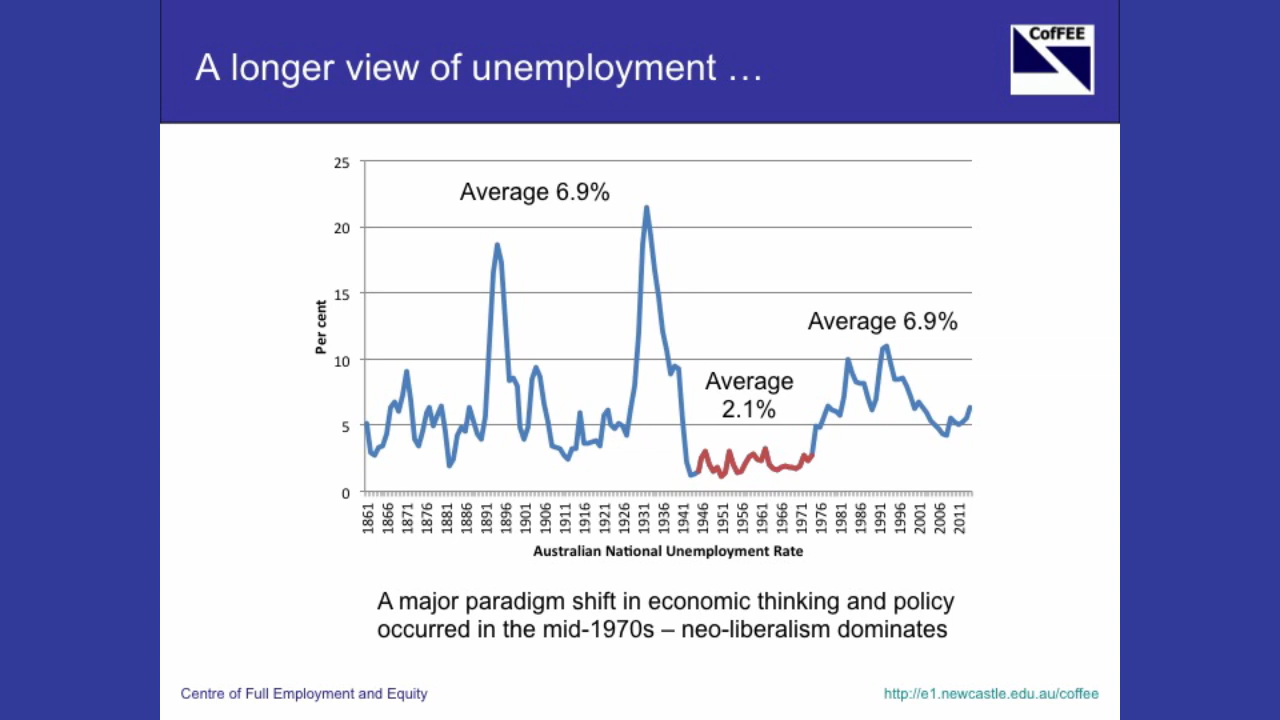 A longer view of unemployment …
CofFEE
25
20
15
10
5
0
Per cent
Average 6.9%
Average
2.1%
Average 6.9%
1861 1866 1871 1876 1881 1886 1891 1896 1901 1906 1911 1916 1921 1926 1931 1936 1941 1946 1951 1956 1961 1966 1971 1976 1981 1986 1991 1996 2001 2006 2011
Australian National Unemployment Rate
A major paradigm shift in economic thinking and policy
occurred in the mid-1970s – neo-liberalism dominates
Centre of Full Employment and Equity
http://e1.newcastle.edu.au/coffee